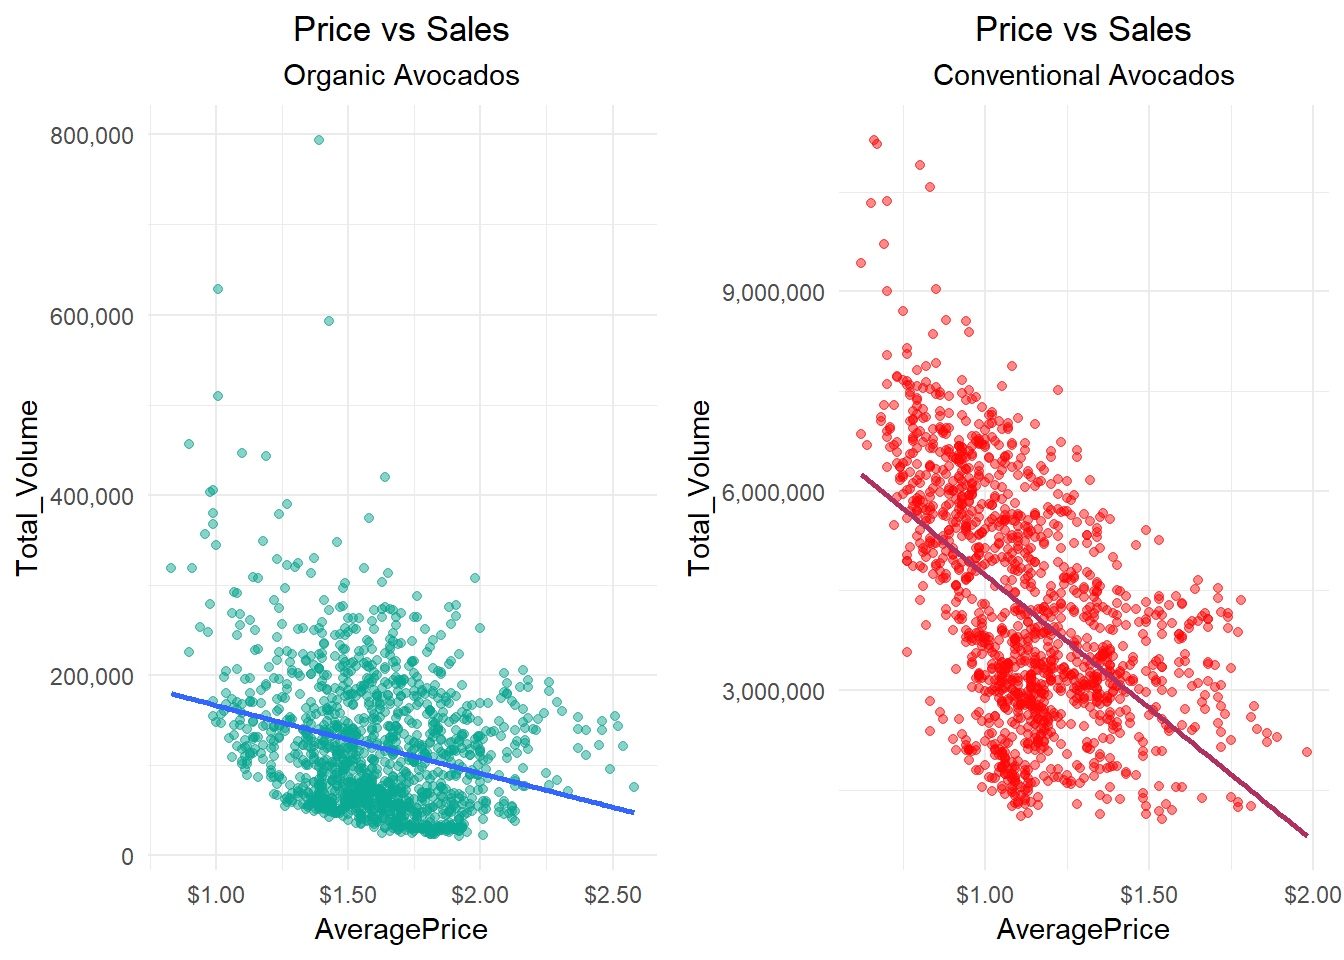 Price vs Sales
Organic Avocados
800,000
600,000
400,000
200,000
0
Total_Volume
$1.00 $1.50 $2.00 $2.50
AveragePrice
Price vs Sales
Conventional Avocados
9,000,000
6,000,000
3,000,000
Total_Volume
$1.00 $1.50 $2.00
AveragePrice